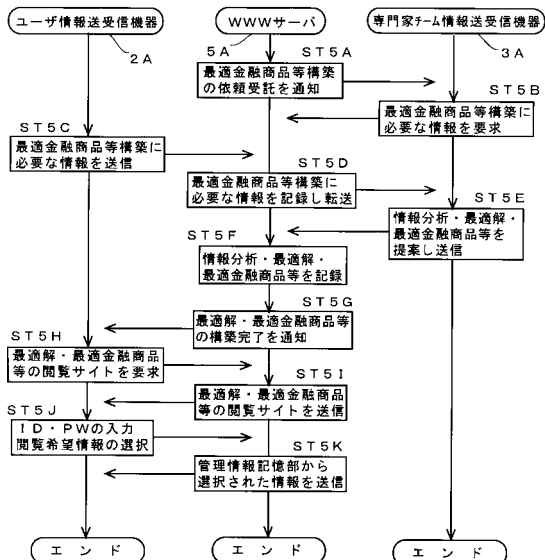 ユーザ情報送受信機器
WWWサーバ
専門家チーム情報送受信機器
2A
5A
3A
ST5A
最適金融商品等構築
の依頼受託を通知
ST5B
最適金融商品等構築に
必要な情報を要求
ST5C
最適金融商品等構築に
必要な情報を送信
ST5D
最適金融商品等構築に
必要な情報を記録し転送
ST5E
情報分析・最適解・
最適金融商品等を
提案し送信
ST5F
情報分析・最適解・
最適金融商品等を記録
ST5G
最適解・最適金融商品等
の構築完了を通知
ST5H
最適解・最適金融商品
等の閲覧サイトを要求
ST5I
最適解・最適金融商品
等の閲覧サイトを送信
ST5J
ID・PWの入力
閲覧希望情報の選択
ST5K
管理情報記憶部から
選択された情報を送信
エンド
エンド
エンド